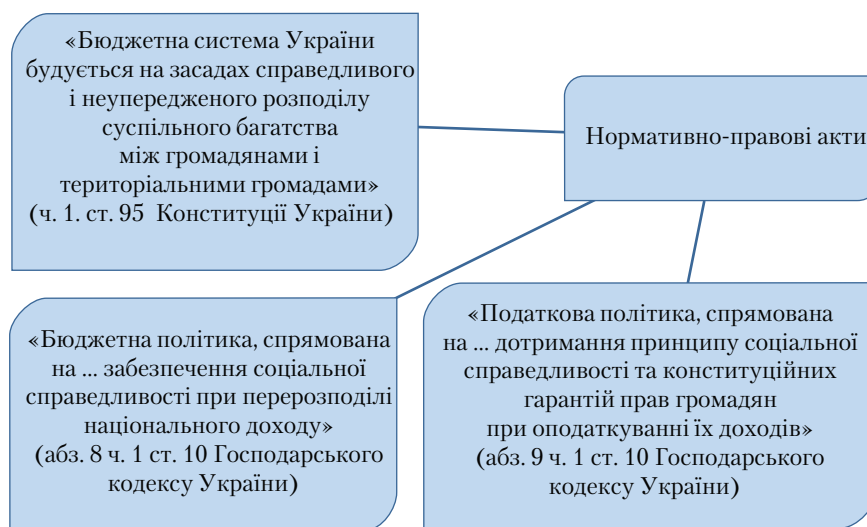 «Бюджетна система України
будується на засадах справедливого
і неупередженого розподілу
суспільного багатства
між громадянами і
територіальними громадами»
(ч. 1. ст. 95 Конституції України)
Нормативно-правові акти
«Бюджетна політика, спрямована
на ... забезпечення соціальної
справедливості при перерозподілі
національного доходу»
(абз. 8 ч. 1 ст. 10 Господарського
кодексу України)
«Податкова політика, спрямована
на ... дотримання принципу соціальної
справедливості та конституційних
гарантій прав громадян
при оподаткуванні їх доходів»
(абз. 9 ч. 1 ст. 10 Господарського
кодексу України)